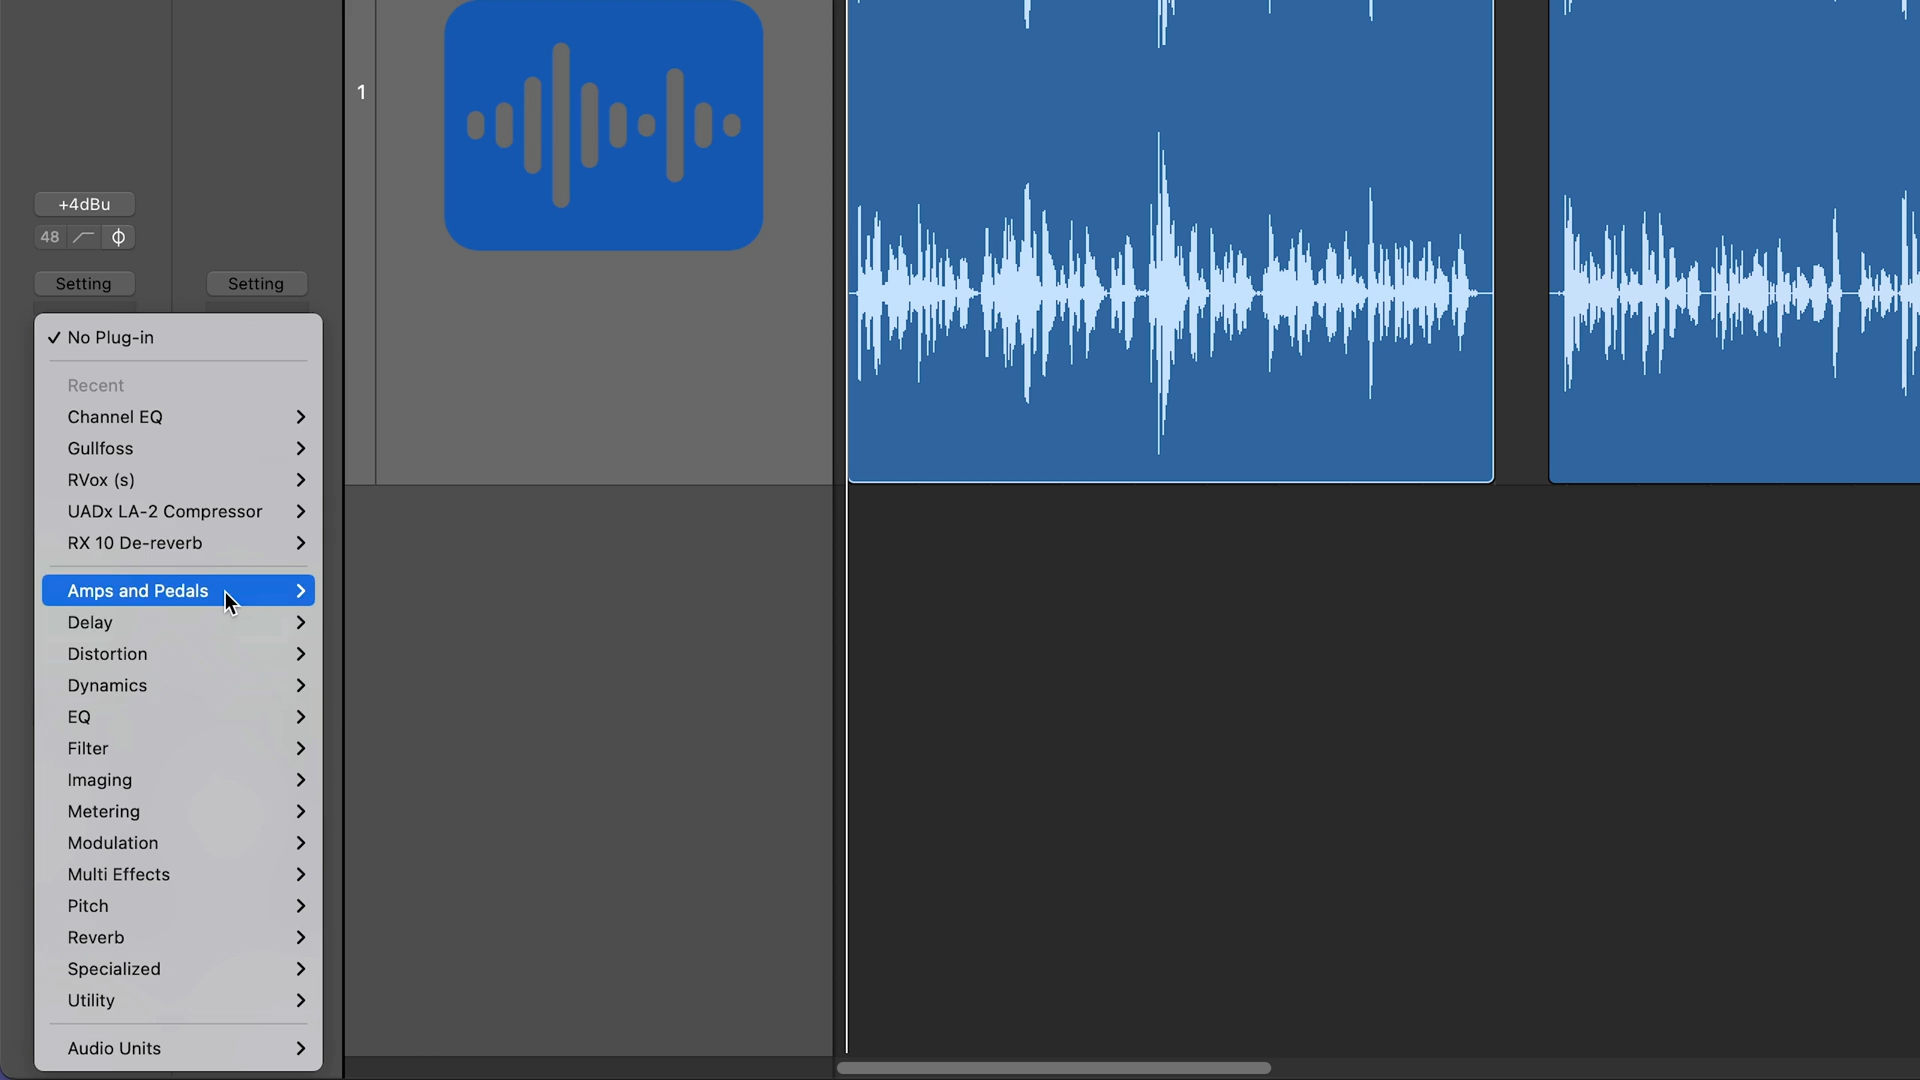 1
+4dBu
48
Setting
Setting
No Plug-in
Recent
Channel EQ
Gullfoss
RVox (s)
UADx LA-2 Compressor
RX 10 De-reverb
Amps and Pedals
Delay
Distortion
Dynamics
EQ
Filter
Imaging
Metering
Modulation
Multi Effects
Pitch
Reverb
Specialized
Utility
Audio Units